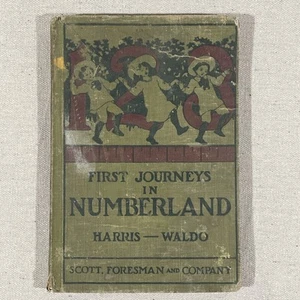 FIRST JOURNEYS
IN
NUMBERLAND
HARRIS — WALDO
SCOTT, FORESMAN AND COMPANY